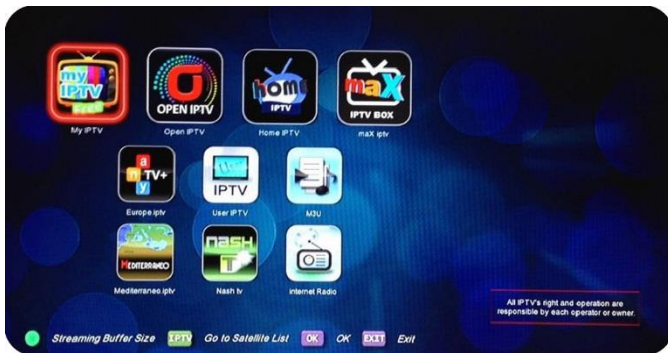 my
IPTV
Free
OPEN IPTV
home
IPTV
maX
IPTV BOX
My IPTV
Open IPTV
Home IPTV
maX iptv
a
n TV+
y
IPTV
Europe iptv
User IPTV
M3U
MEDITERRANEO
nash
T
Mediterraneo iptv
Nash tv
internet Radio
All IPTV's right and operation are
responsible by each operator or owner.
Streaming Buffer Size IPTV Go to Satellite List OK OK EXIT Exit